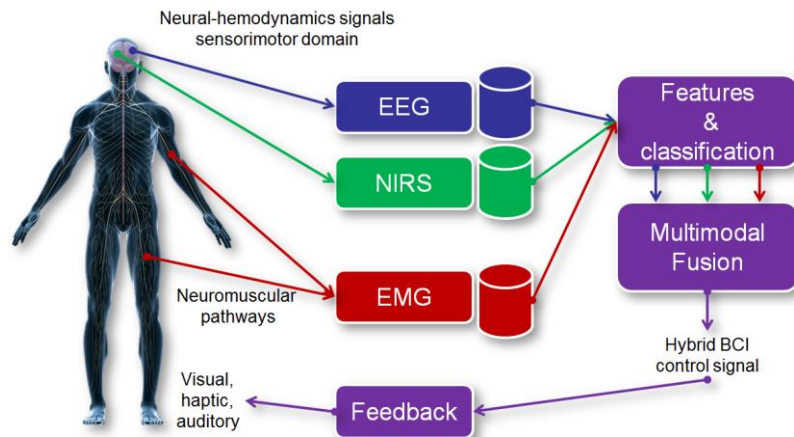 Neural-hemodynamics signals
sensorimotor domain
EEG
NIRS
EMG
Features
&
classification
Multimodal
Fusion
Neuromuscular
pathways
Hybrid BCI
control signal
Visual,
haptic,
auditory
Feedback